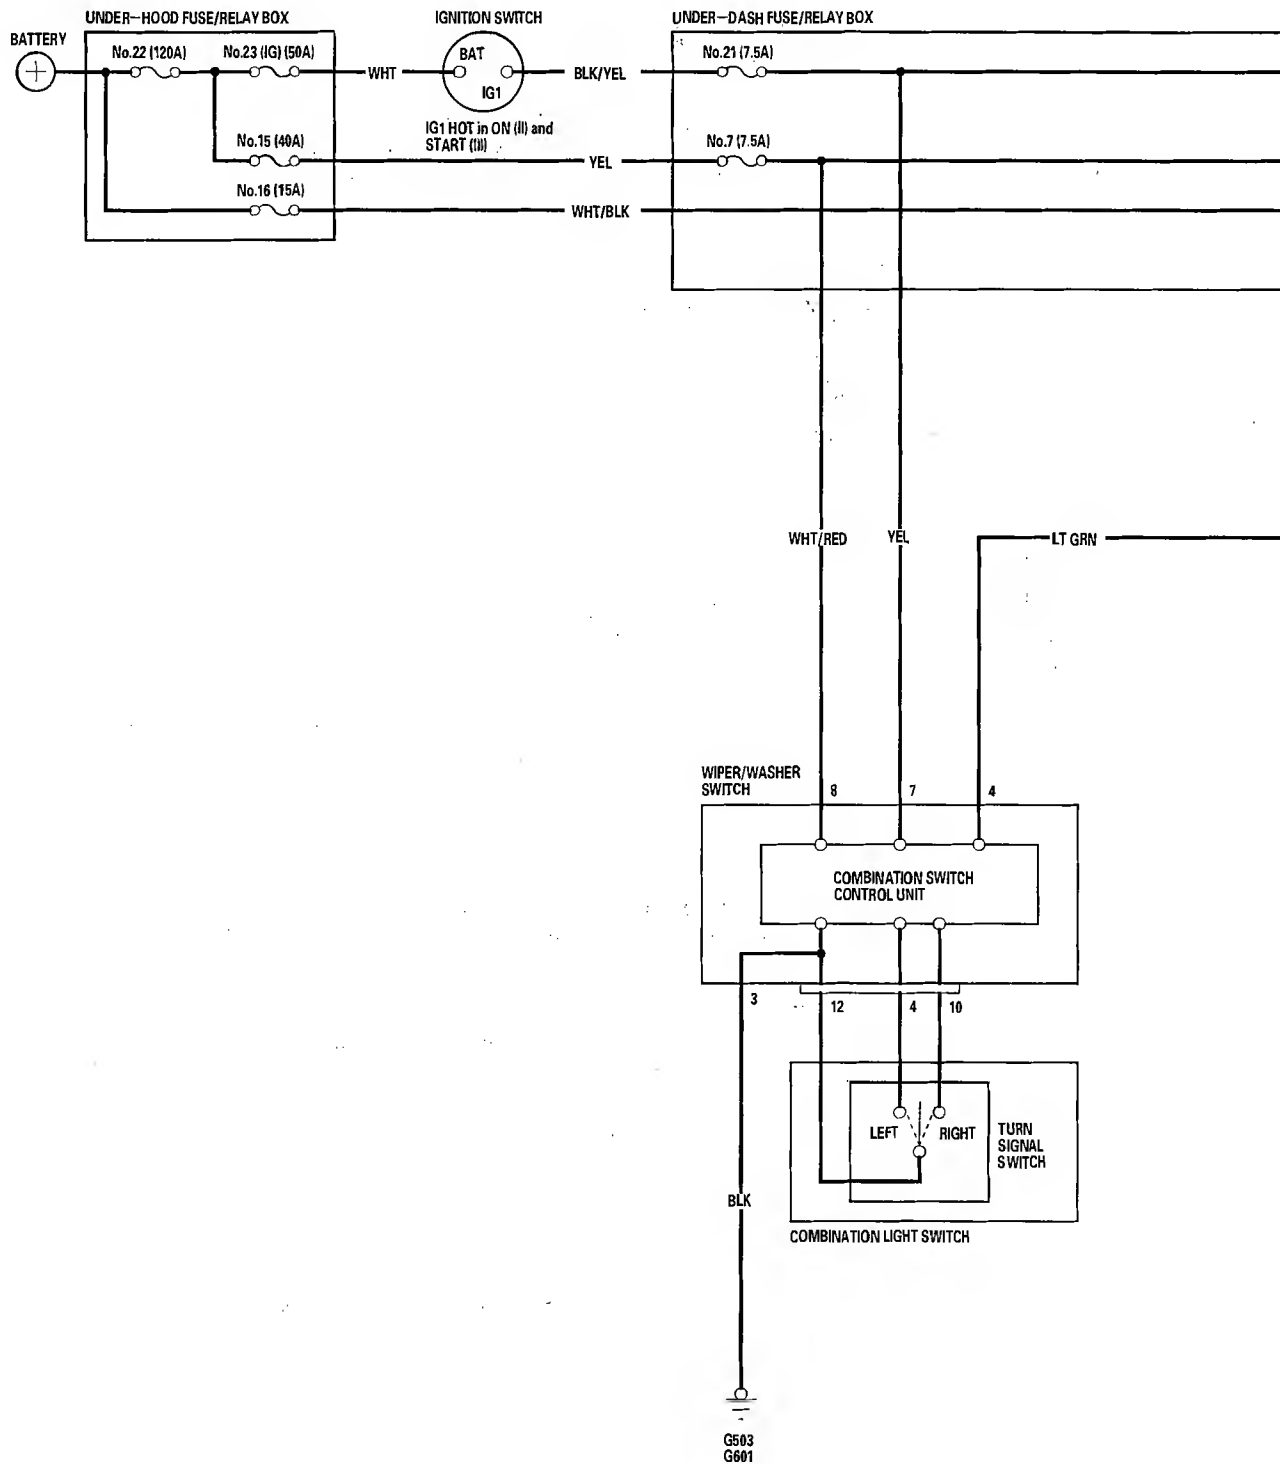 UNDER-HOOD FUSE/RELAY BOX
IGNITION SWITCH
UNDER-DASH FUSE/RELAY BOX
BATTERY
No.22 (120A)
No.23 (IG) (50A)
BAT
No.21 (7.5A)
WHT
BLK/YEL
IG1
IG1 HOT in ON (II) and
START (III)
No.15 (40A)
No.7 (7.5A)
YEL
No.16 (15A)
WHT/BLK
WHT/RED
YEL
LT GRN
WIPER/WASHER
SWITCH
8
7
4
COMBINATION SWITCH
CONTROL UNIT
3
12
4
10
LEFT
RIGHT
TURN
SIGNAL
SWITCH
BLK
COMBINATION LIGHT SWITCH
G503
G601